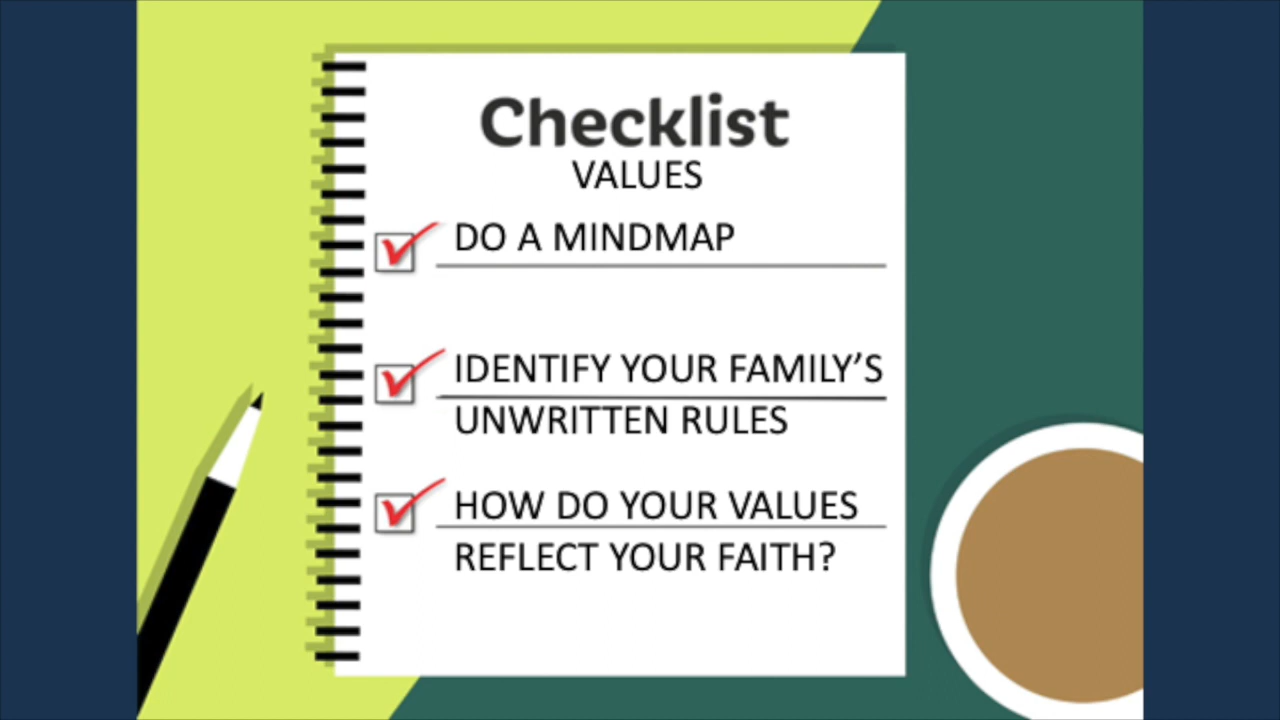 Checklist
VALUES
DO A MINDMAP
IDENTIFY YOUR FAMILY’S
UNWRITTEN RULES
HOW DO YOUR VALUES
REFLECT YOUR FAITH?